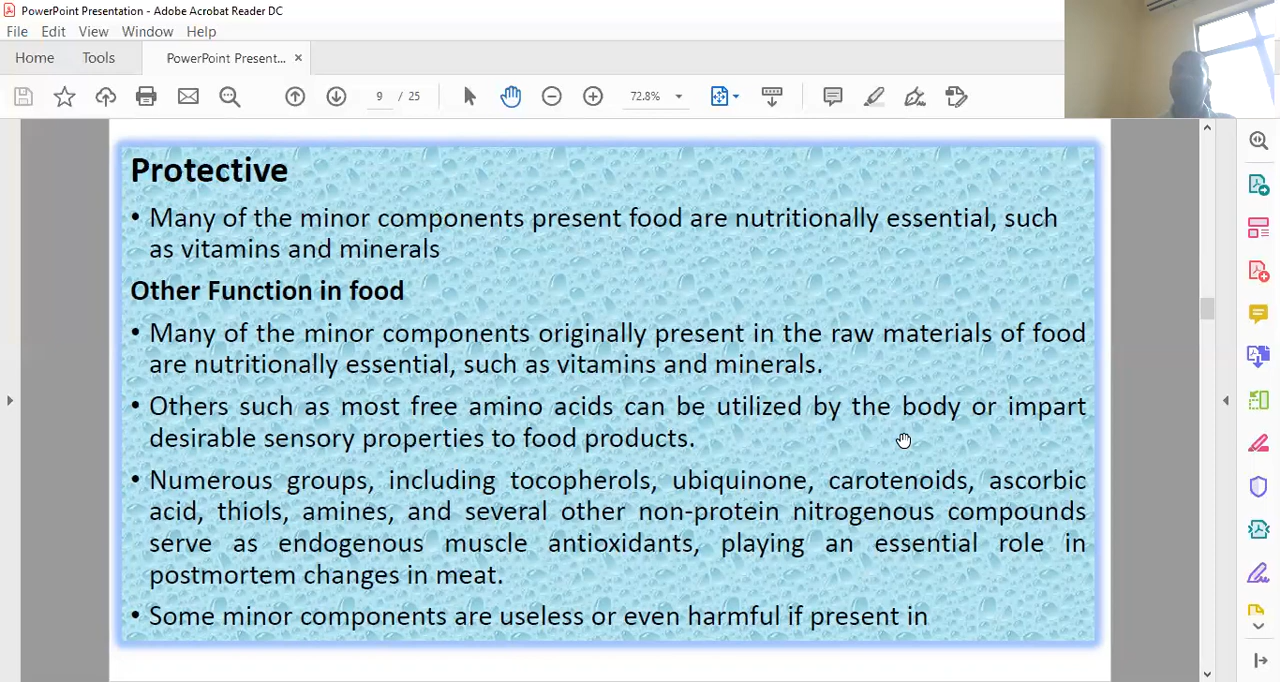 PowerPoint Presentation - Adobe Acrobat Reader DC
File Edit View Window Help
Home Tools PowerPoint Present... ×
9 / 25 72.8%
Protective
• Many of the minor components present food are nutritionally essential, such
as vitamins and minerals
Other Function in food
• Many of the minor components originally present in the raw materials of food
are nutritionally essential, such as vitamins and minerals.
• Others such as most free amino acids can be utilized by the body or impart
desirable sensory properties to food products.
• Numerous groups, including tocopherols, ubiquinone, carotenoids, ascorbic
acid, thiols, amines, and several other non-protein nitrogenous compounds
serve as endogenous muscle antioxidants, playing an essential role in
postmortem changes in meat.
• Some minor components are useless or even harmful if present in